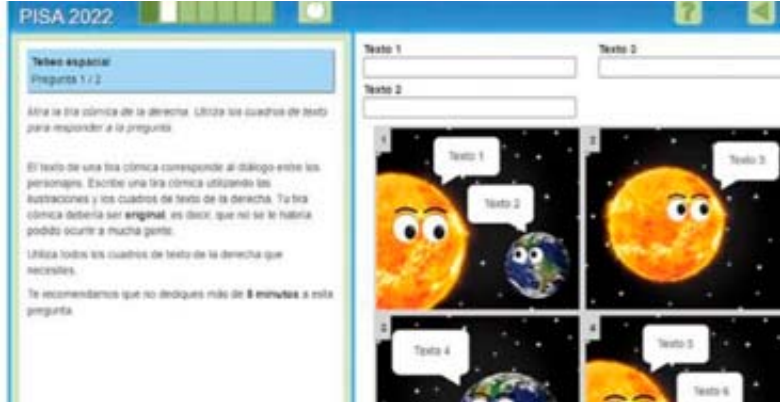 PISA 2022
?
Tebeo espacial
Pregunta 1 / 2
Mira la tira cómica de la derecha. Utiliza los cuadros de texto
para responder a la pregunta.
El texto de una tira cómica corresponde al diálogo entre los
personajes. Escribe una tira cómica utilizando las
ilustraciones y los cuadros de texto de la derecha. Tu tira
cómica debería ser original, es decir, que no se le habría
podido ocurrir a mucha gente.
Utiliza todos los cuadros de texto de la derecha que
necesites.
Te recomendamos que no dediques más de 8 minutos a esta
pregunta.
Texto 1
Texto 3
Texto 2
1
Texto 1
Texto 2
2
Texto 3
3
Texto 4
4
Texto 5
Texto 6